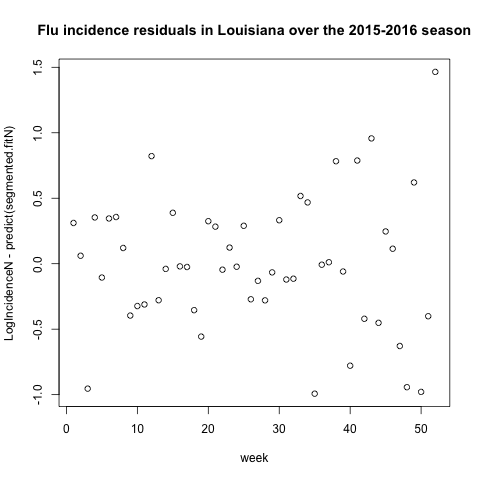 Flu incidence residuals in Louisiana over the 2015-2016 season
LogIncidenceN - predict(segmented.fitN)
1.5
1.0
0.5
0.0
-0.5
-1.0
0 10 20 30 40 50
week